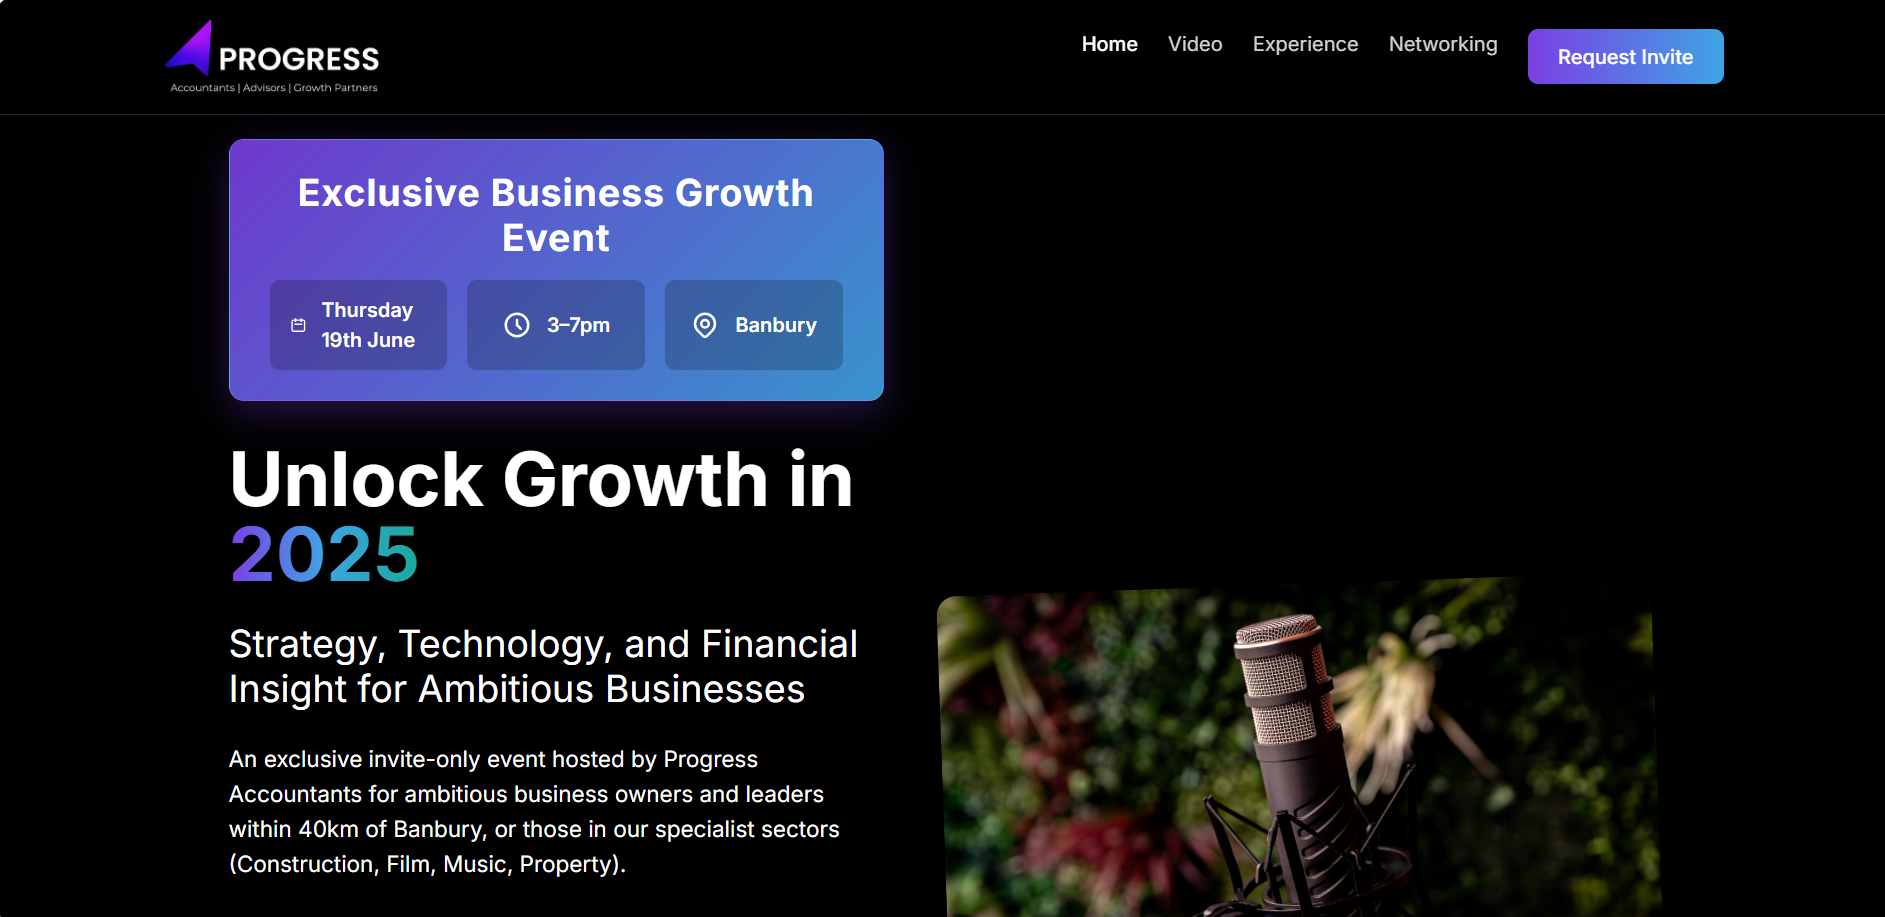 PROGRESS
Accountants | Advisors | Growth Partners
Home
Video
Experience
Networking
Request Invite
Exclusive Business Growth
Event
Thursday
19th June
3–7pm
Banbury
Unlock Growth in
2025
Strategy, Technology, and Financial
Insight for Ambitious Businesses
An exclusive invite-only event hosted by Progress
Accountants for ambitious business owners and leaders
within 40km of Banbury, or those in our specialist sectors
(Construction, Film, Music, Property).